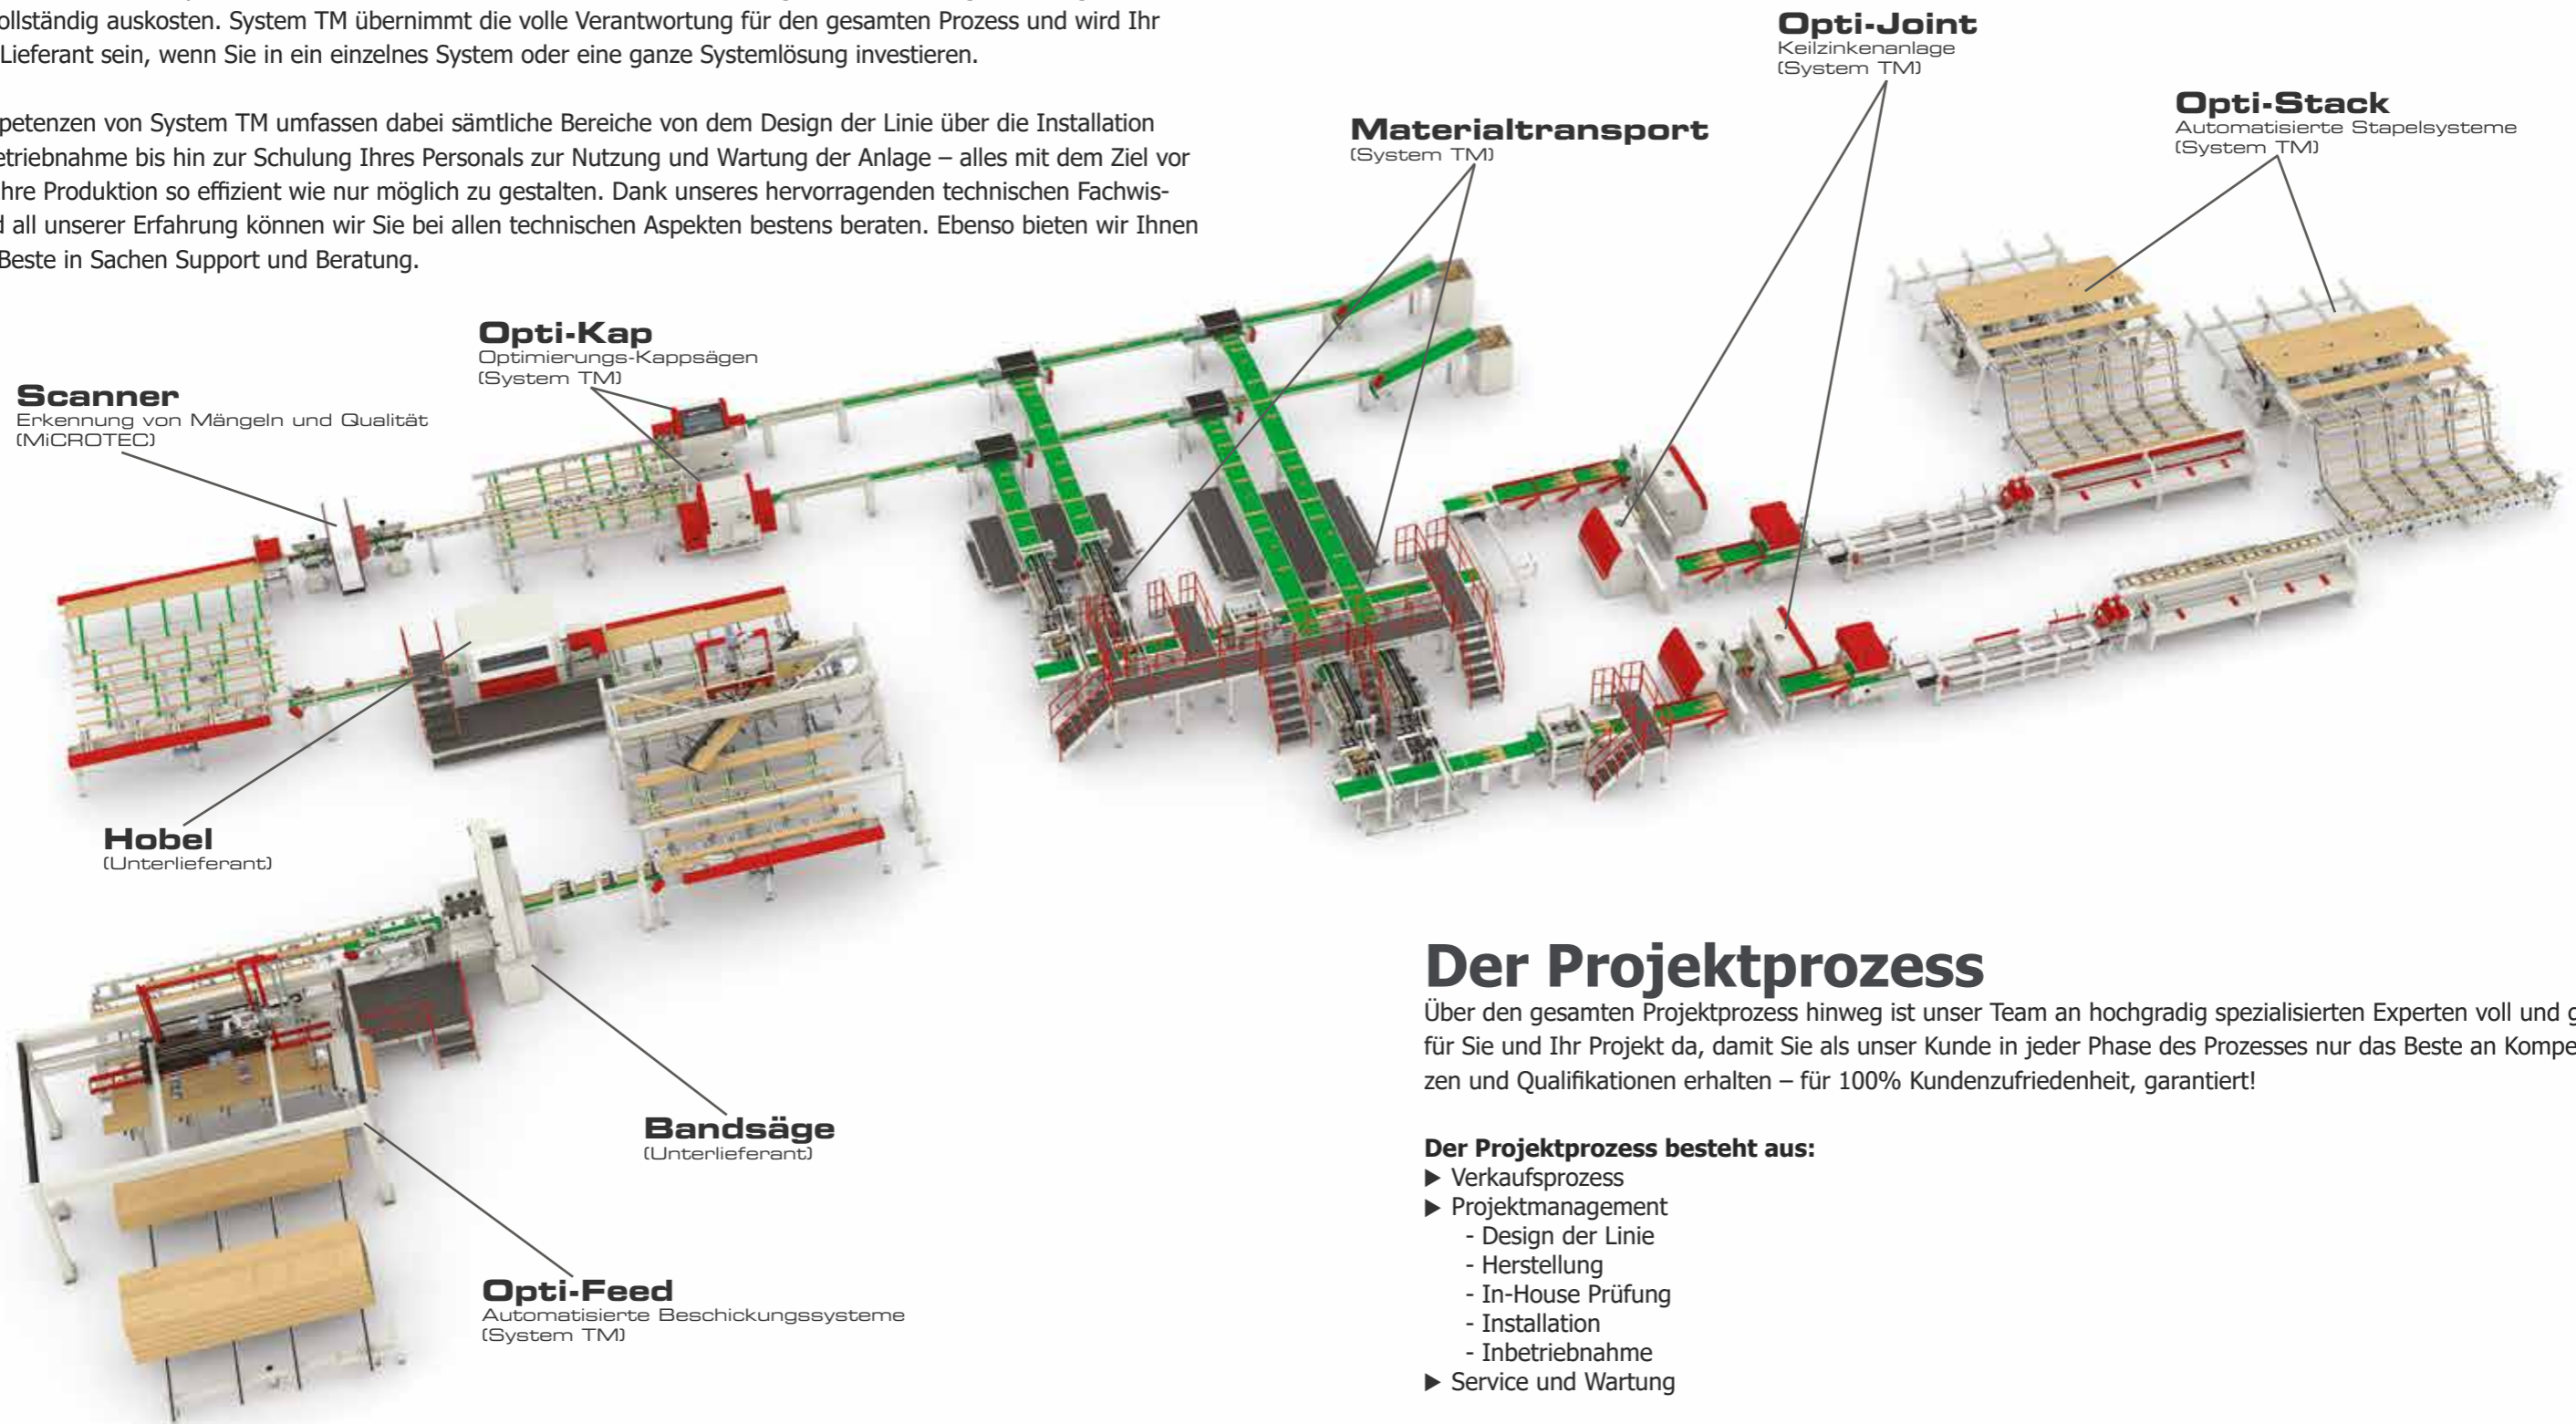 ollständig auskosten. System TM übernimmt die volle Verantwortung für den gesamten Prozess und wird Ihr
Lieferant sein, wenn Sie in ein einzelnes System oder eine ganze Systemlösung investieren.
petenzen von System TM umfassen dabei sämtliche Bereiche von dem Design der Linie über die Installation
etriebnahme bis hin zur Schulung Ihres Personals zur Nutzung und Wartung der Anlage – alles mit dem Ziel vor
hre Produktion so effizient wie nur möglich zu gestalten. Dank unseres hervorragenden technischen Fachwis-
d all unserer Erfahrung können wir Sie bei allen technischen Aspekten bestens beraten. Ebenso bieten wir Ihnen
Beste in Sachen Support und Beratung.
Opti-Joint
Keilzinkenanlage
(System TM)
Opti-Stack
Automatisierte Stapelsysteme
(System TM)
Materialtransport
(System TM)
Opti-Kap
Optimierungs-Kappsägen
(System TM)
Scanner
Erkennung von Mängeln und Qualität
(MiCROTEC)
Hobel
(Unterlieferant)
Bandsäge
(Unterlieferant)
Opti-Feed
Automatisierte Beschickungssysteme
(System TM)
Der Projektprozess
Über den gesamten Projektprozess hinweg ist unser Team an hochgradig spezialisierten Experten voll und g
für Sie und Ihr Projekt da, damit Sie als unser Kunde in jeder Phase des Prozesses nur das Beste an Kompe
zen und Qualifikationen erhalten – für 100% Kundenzufriedenheit, garantiert!
Der Projektprozess besteht aus:
▶ Verkaufsprozess
▶ Projektmanagement
- Design der Linie
- Herstellung
- In-House Prüfung
- Installation
- Inbetriebnahme
▶ Service und Wartung